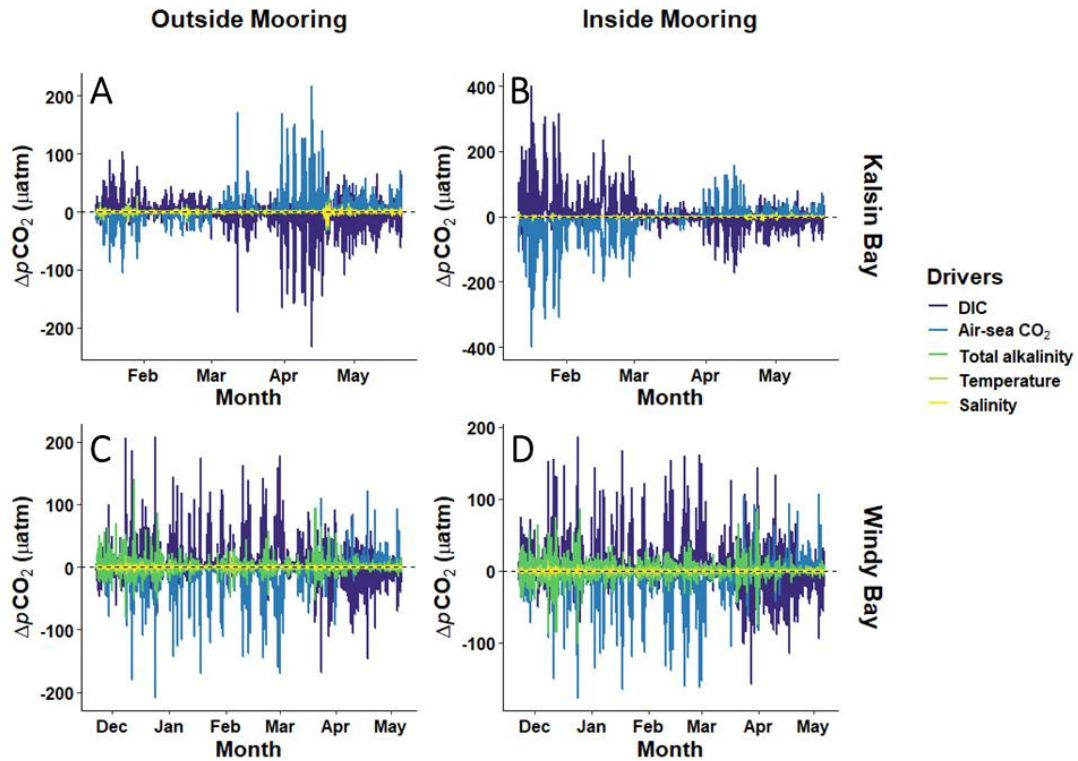 Outside Mooring
Inside Mooring
A
200
100
0
-100
-200
ΔpCO₂ (µatm)
Feb Mar Apr May
Month
B
400
200
0
-200
-400
ΔpCO₂ (µatm)
Feb Mar Apr May
Month
Kalsin Bay
C
200
100
0
-100
-200
ΔpCO₂ (µatm)
Dec Jan Feb Mar Apr May
Month
D
200
100
0
-100
ΔpCO₂ (µatm)
Dec Jan Feb Mar Apr May
Month
Windy Bay
Drivers
DIC
Air-sea CO₂
Total alkalinity
Temperature
Salinity